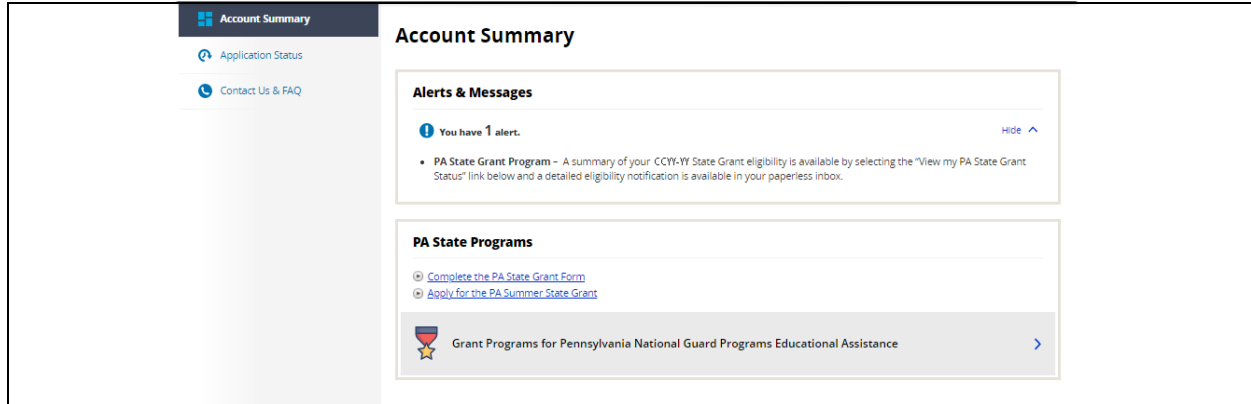 Account Summary
Application Status
Contact Us & FAQ
Account Summary
Alerts & Messages
You have 1 alert.
Hide
PA State Grant Program – A summary of your CCYY-YY State Grant eligibility is available by selecting the "View my PA State Grant
Status" link below and a detailed eligibility notification is available in your paperless inbox.
PA State Programs
Complete the PA State Grant Form
Apply for the PA Summer State Grant
Grant Programs for Pennsylvania National Guard Programs Educational Assistance